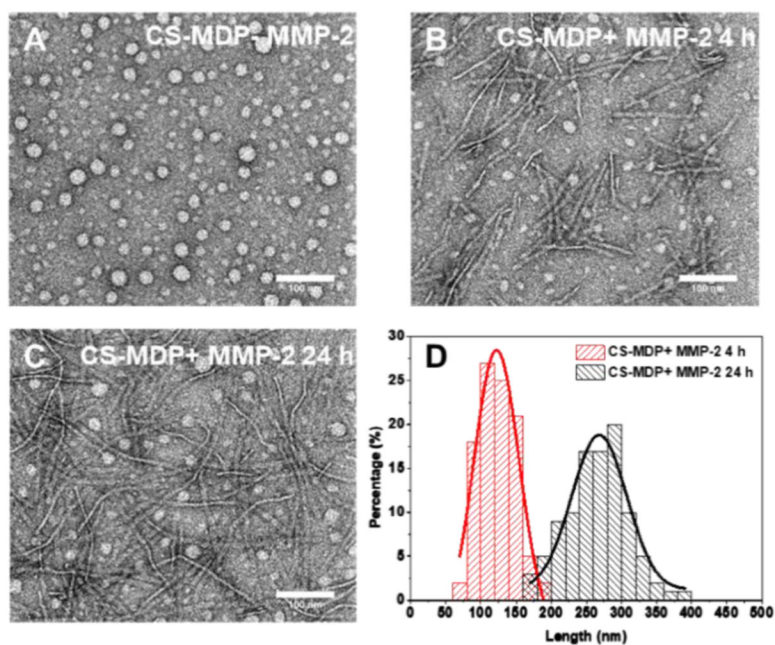 A
CS-MDP- MMP-2
100 nm
B
CS-MDP+ MMP-2 4 h
100 nm
C
CS-MDP+ MMP-2 24 h
100 nm
D
CS-MDP+ MMP-2 4 h
CS-MDP+ MMP-2 24 h
Percentage (%)
30
25
20
15
10
5
0
0 50 100 150 200 250 300 350 400 450 500
Length (nm)